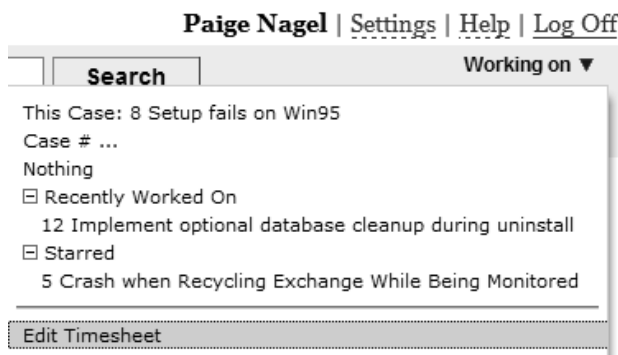 Paige Nagel | Settings | Help | Log Off
Search Working on ▼
This Case: 8 Setup fails on Win95
Case # ...
Nothing
Recently Worked On
12 Implement optional database cleanup during uninstall
Starred
5 Crash when Recycling Exchange While Being Monitored
Edit Timesheet